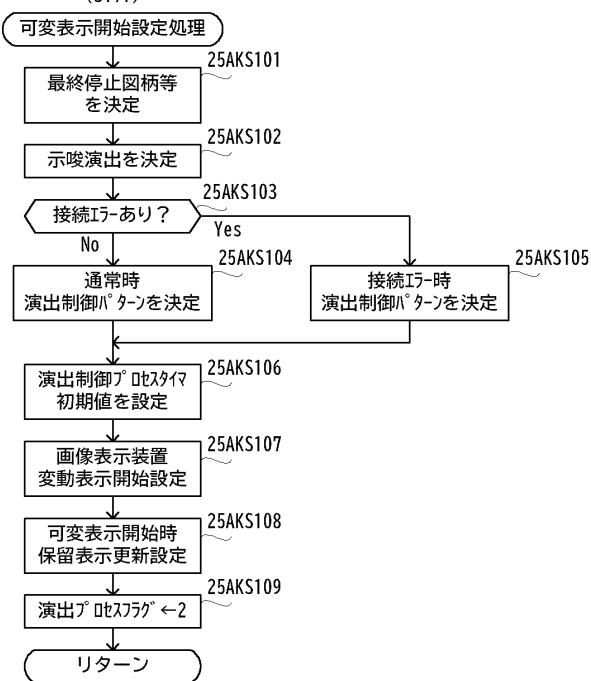 可変表示開始設定処理
25AKS101
最終停止図柄等
を決定
25AKS102
示唆演出を決定
25AKS103
接続ｴﾗｰあり？
Yes
No
25AKS104
通常時
演出制御ﾊﾟﾀｰﾝを決定
25AKS105
接続ｴﾗｰ時
演出制御ﾊﾟﾀｰﾝを決定
25AKS106
演出制御ﾌﾟﾛｾｽﾀｲﾏ
初期値を設定
25AKS107
画像表示装置
変動表示開始設定
25AKS108
可変表示開始時
保留表示更新設定
25AKS109
演出ﾌﾟﾛｾｽﾌﾗｸﾞ←2
リターン